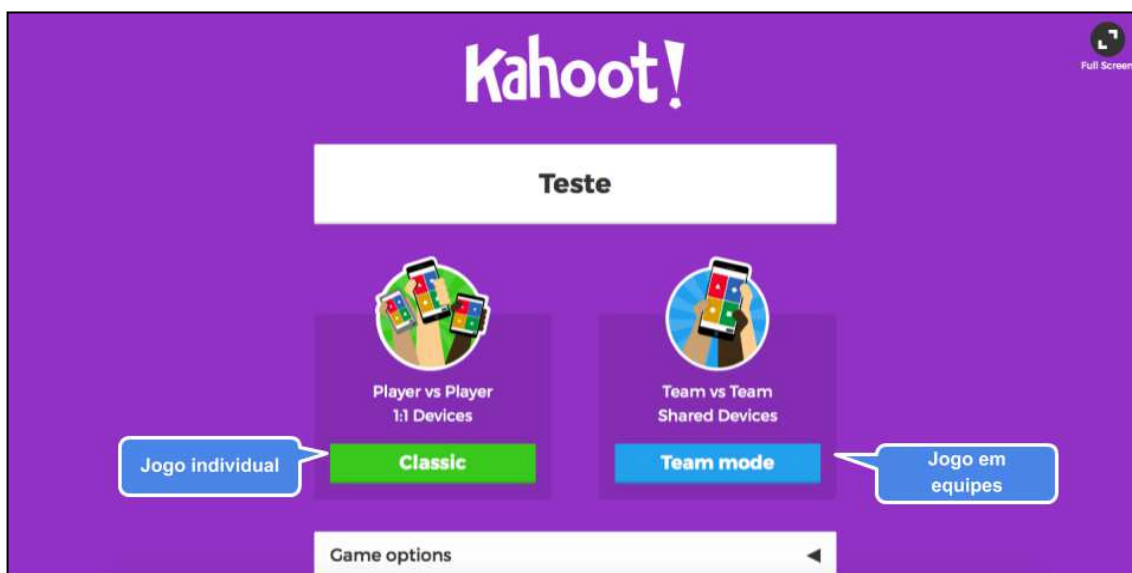 Kahoot!
Full Screen
Teste
Player vs Player
1:1 Devices
Team vs Team
Shared Devices
Jogo individual
Classic
Team mode
Jogo em
equipes
Game options